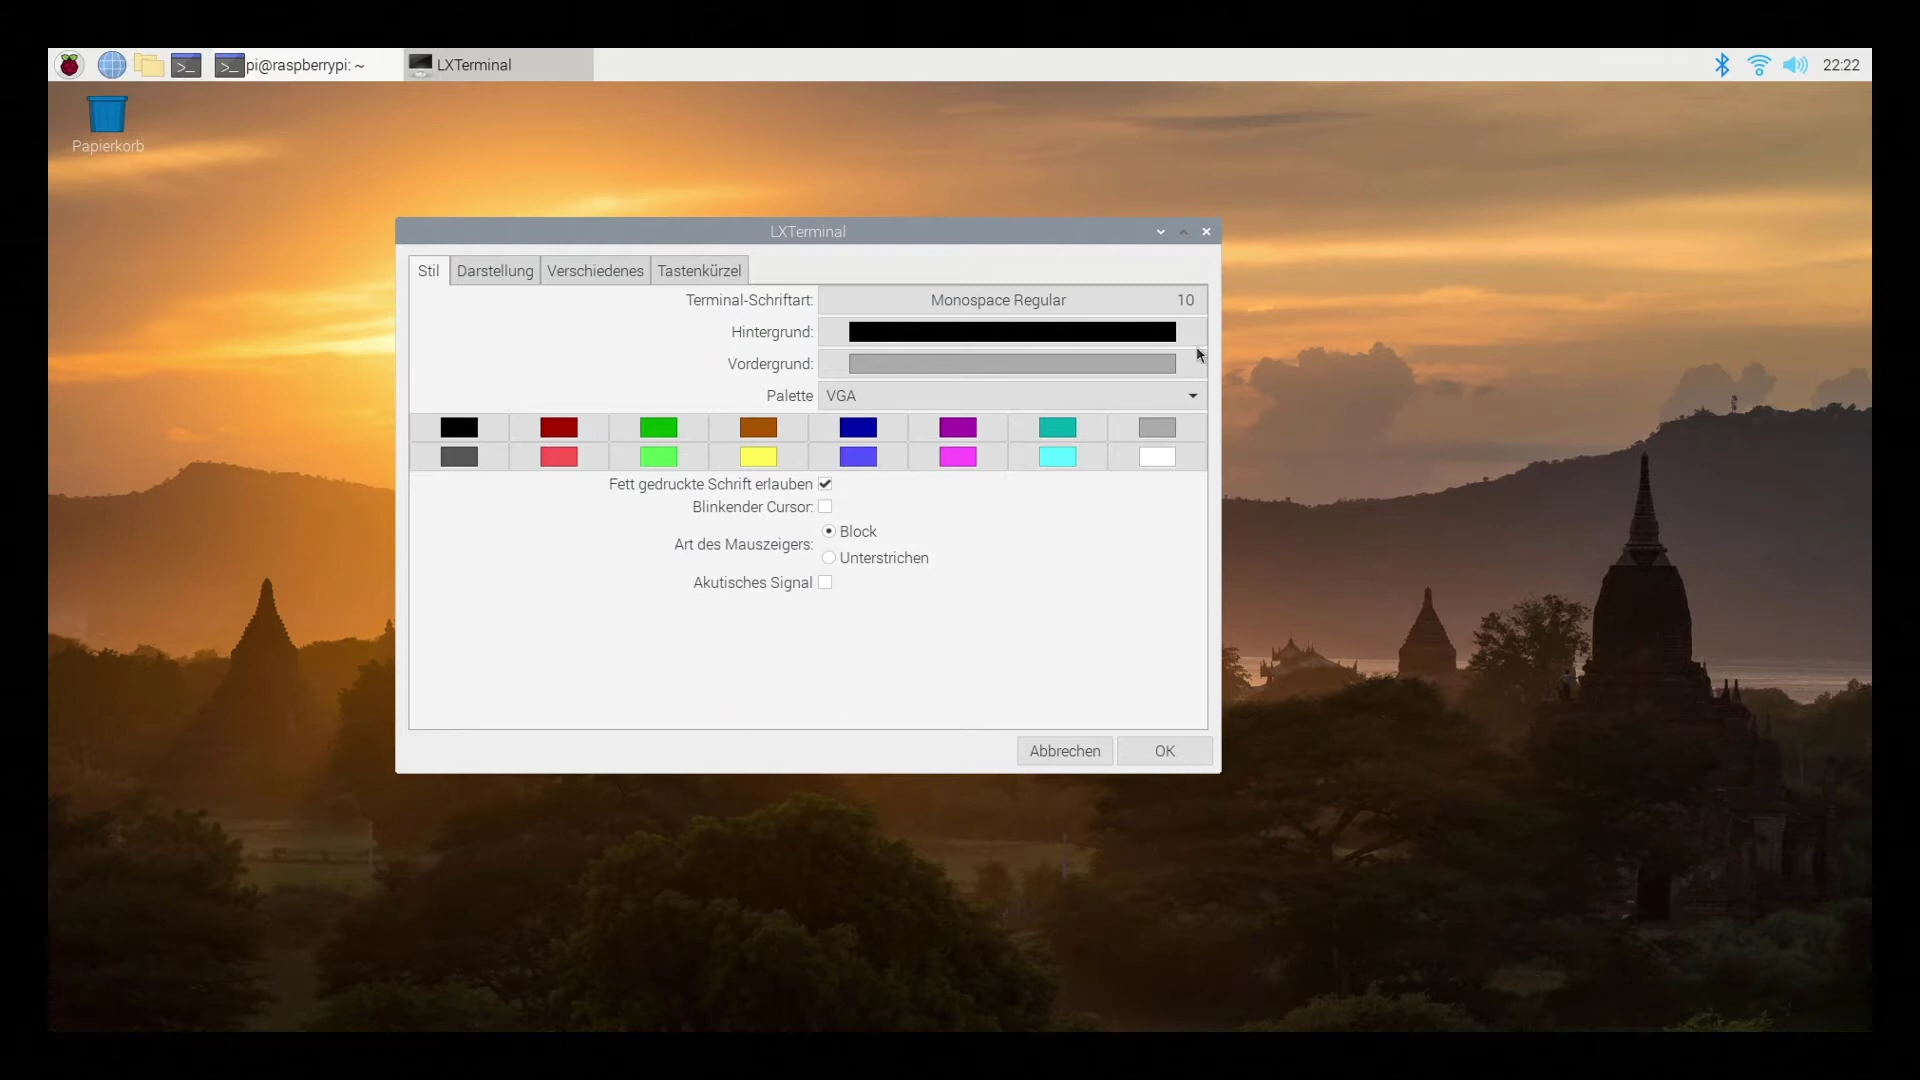 pi@raspberrypi: ~
LXTerminal
22:22
Papierkorb
LXTerminal
Stil Darstellung Verschiedenes Tastenkürzel
Terminal-Schriftart: Monospace Regular 10
Hintergrund:
Vordergrund:
Palette VGA
Fett gedruckte Schrift erlauben
Blinkender Cursor:
Art des Mauszeigers: Block
Unterstrichen
Akutisches Signal
Abbrechen OK